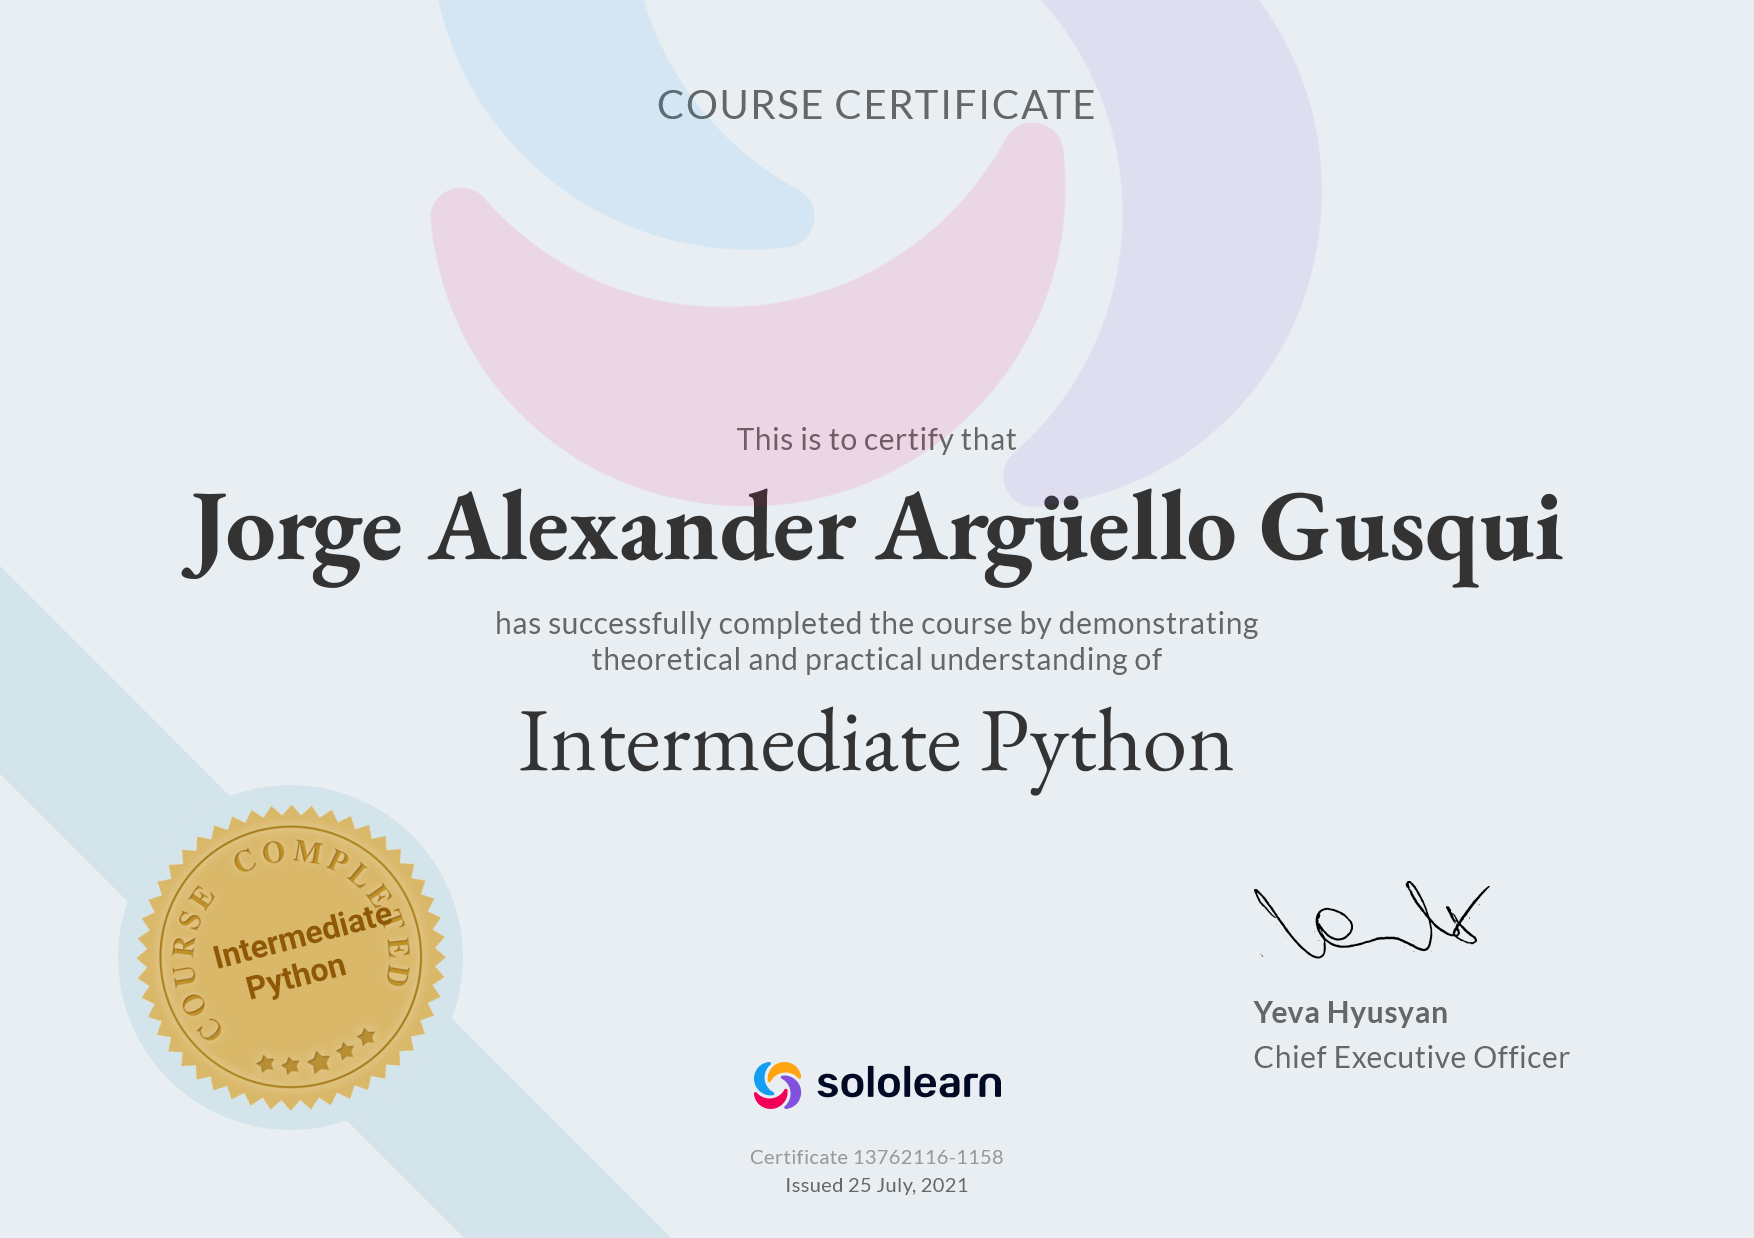 COURSE CERTIFICATE
This is to certify that
Jorge Alexander Argüello Gusqui
has successfully completed the course by demonstrating
theoretical and practical understanding of
Intermediate Python
COURSE COMPLETED
Intermediate
Python
Yeva Hyusyan
Chief Executive Officer
sololearn
Certificate 13762116-1158
Issued 25 July, 2021